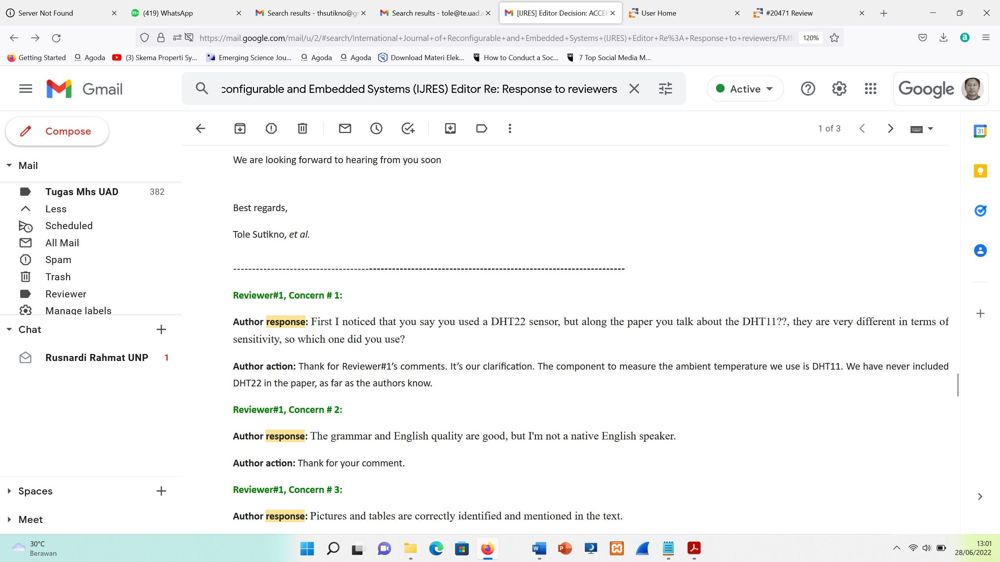 Server Not Found
(419) WhatsApp
Search results - thsutikno@gm
Search results - tole@te.uad.a
[IJRES] Editor Decision: ACCEP
User Home
#20471 Review
https://mail.google.com/mail/u/2/#search/International+Journal+of+Reconfigurable+and+Embedded+Systems+(IJRES)+Editor+Re%3A+Response+to+reviewers/FMfc
120%
Getting Started
Agoda
(3) Skema Properti Sy...
Emerging Science Jou...
Agoda
Agoda
Download Materi Elek...
How to Conduct a Soc...
7 Top Social Media M...
Gmail
configurable and Embedded Systems (IJRES) Editor Re: Response to reviewers
Active
Google
Compose
1 of 3
31
Mail
Tugas Mhs UAD 382
Less
Scheduled
All Mail
Spam
Trash
Reviewer
Manage labels
Chat
Rusnardi Rahmat UNP 1
Spaces
Meet
We are looking forward to hearing from you soon
Best regards,
Tole Sutikno, et al.
--------------------------------------------------------------------------------------------------------
Reviewer#1, Concern # 1:
Author response: First I noticed that you say you used a DHT22 sensor, but along the paper you talk about the DHT11??, they are very different in terms of
sensitivity, so which one did you use?
Author action: Thank for Reviewer#1’s comments. It’s our clarification. The component to measure the ambient temperature we use is DHT11. We have never included
DHT22 in the paper, as far as the authors know.
Reviewer#1, Concern # 2:
Author response: The grammar and English quality are good, but I'm not a native English speaker.
Author action: Thank for your comment.
Reviewer#1, Concern # 3:
Author response: Pictures and tables are correctly identified and mentioned in the text.
30°C
Berawan
13:01
28/06/2022